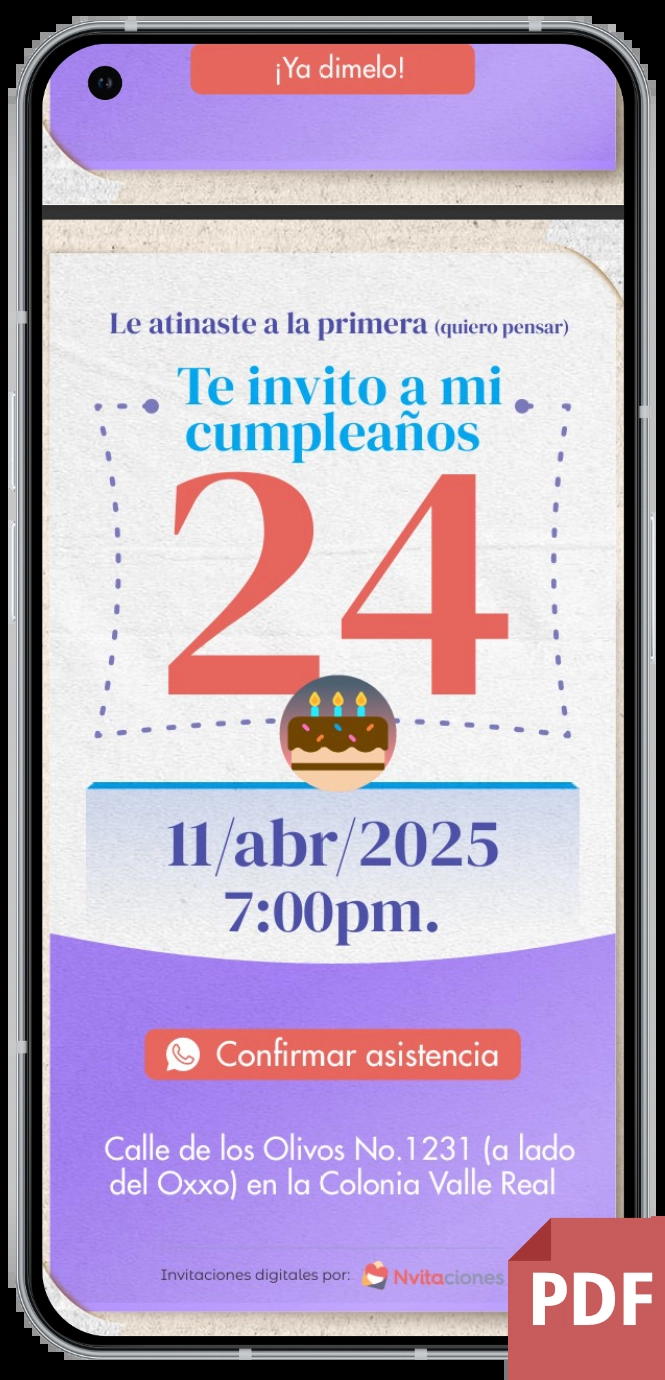 ¡Ya dimelo!
Le atinaste a la primera (quiero pensar)
Te invito a mi
cumpleaños
24
11/abr/2025
7:00pm.
Confirmar asistencia
Calle de los Olivos No.1231 (a lado
del Oxxo) en la Colonia Valle Real
Invitaciones digitales por: Nvitaciones
PDF